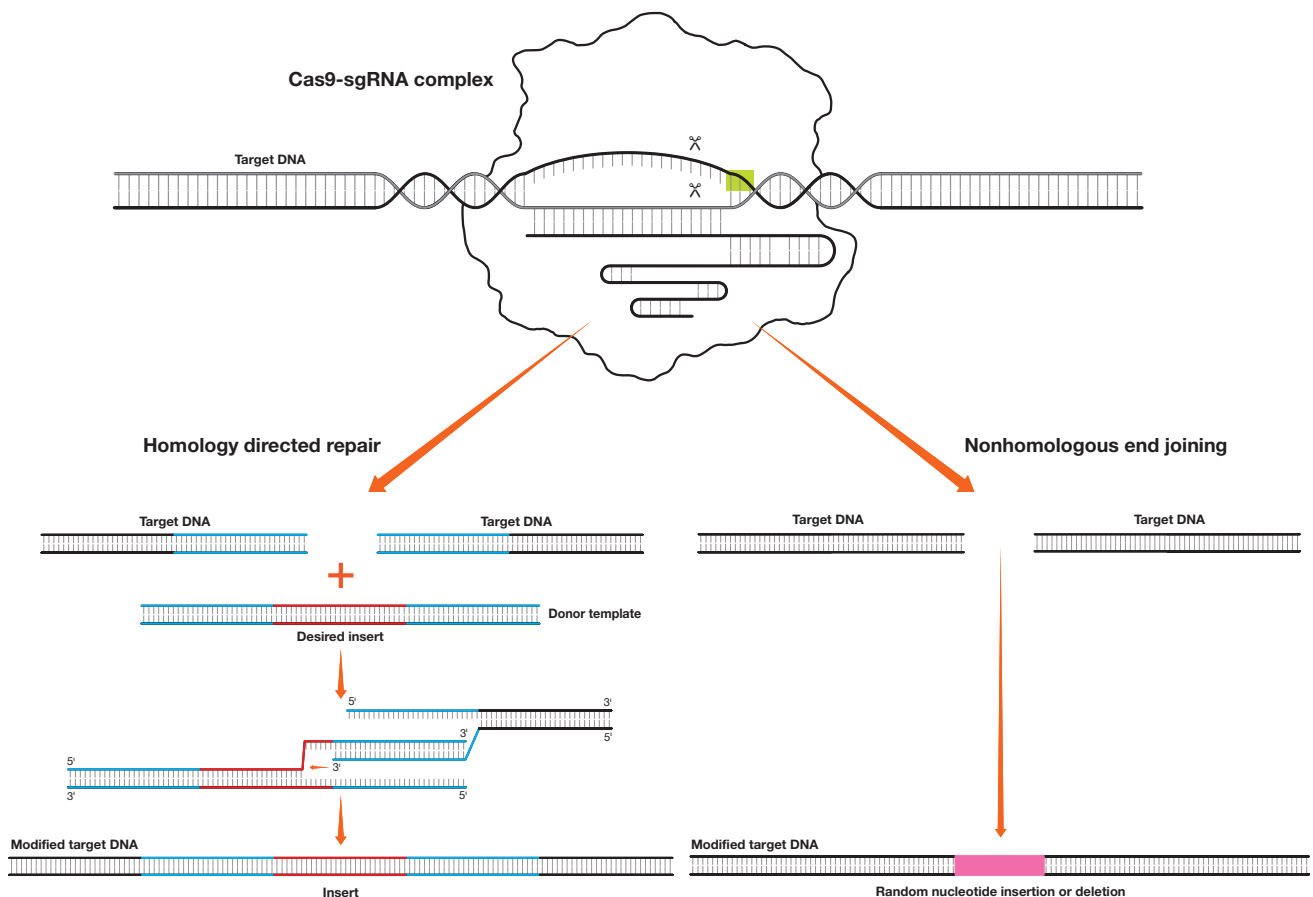 Cas9-sgRNA complex
Target DNA
Homology directed repair
Nonhomologous end joining
Target DNA
Target DNA
Target DNA
Target DNA
+
Donor template
Desired insert
5'
3'
3'
5'
5'
3'
3'
5'
Modified target DNA
Insert
Modified target DNA
Random nucleotide insertion or deletion